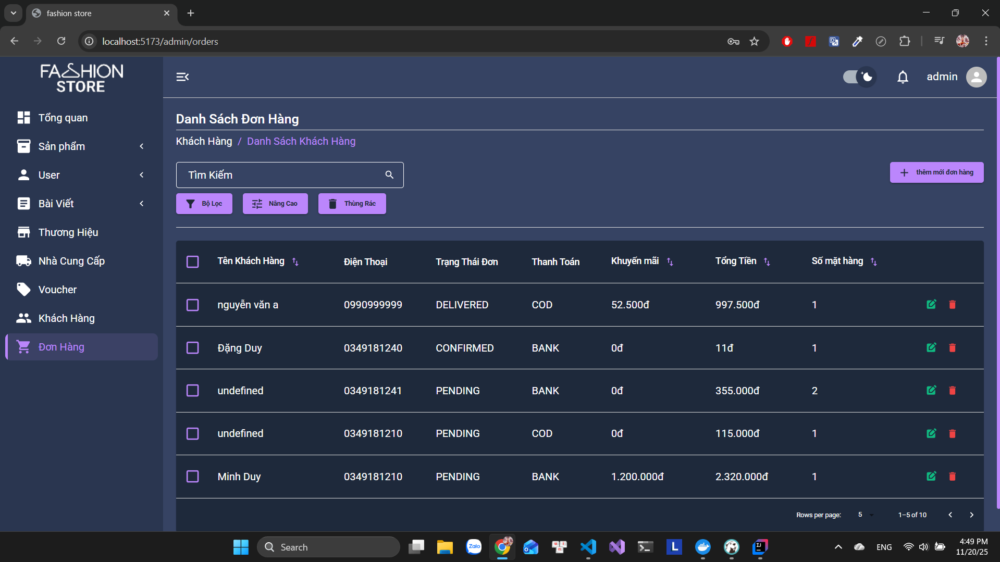 fashion store
localhost:5173/admin/orders
FASHION
STORE
admin
Tổng quan
Sản phẩm
User
Bài Viết
Thương Hiệu
Nhà Cung Cấp
Voucher
Khách Hàng
Đơn Hàng
Danh Sách Đơn Hàng
Khách Hàng / Danh Sách Khách Hàng
Tìm Kiếm
thêm mới đơn hàng
Bộ Lọc Nâng Cao Thùng Rác
Tên Khách Hàng Điện Thoại Trạng Thái Đơn Thanh Toán Khuyến mãi Tổng Tiền Số mặt hàng
nguyễn văn a 0990999999 DELIVERED COD 52.500đ 997.500đ 1
Đặng Duy 0349181240 CONFIRMED BANK 0đ 11đ 1
undefined 0349181241 PENDING BANK 0đ 355.000đ 2
undefined 0349181210 PENDING COD 0đ 115.000đ 1
Minh Duy 0349181210 PENDING BANK 1.200.000đ 2.320.000đ 1
Rows per page: 5 1–5 of 10
Search
Zalo
L
IJ
ENG
4:49 PM
11/20/25